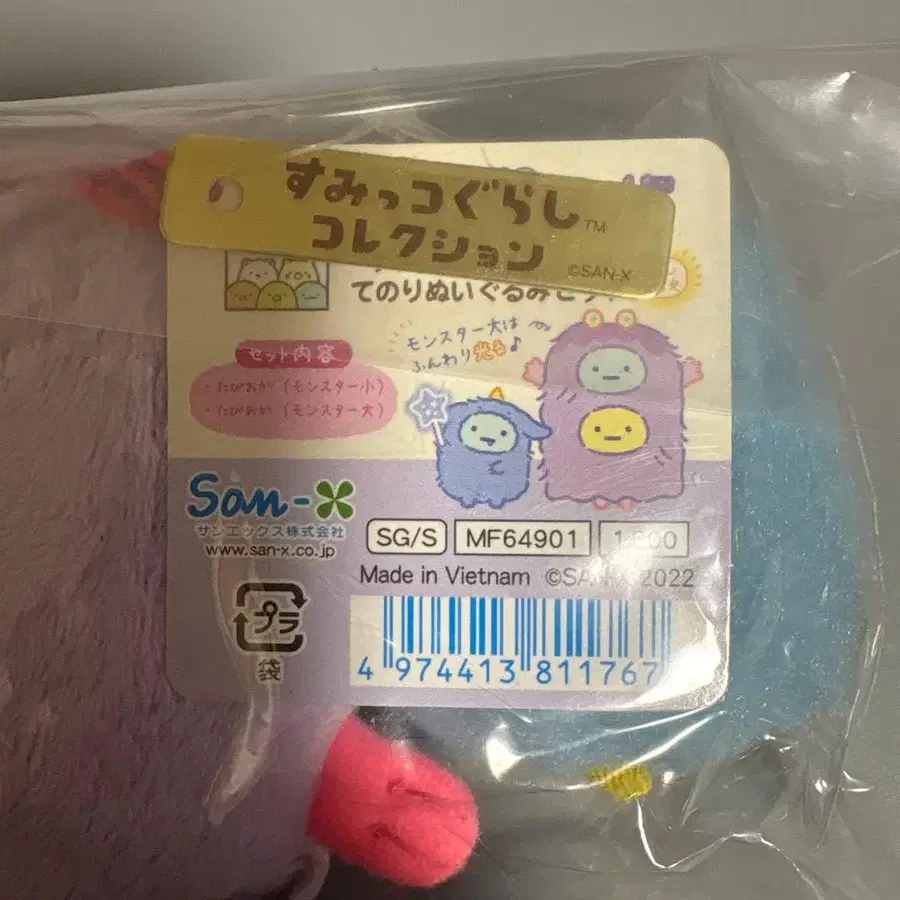 すみっコぐらし™
コレクション
©SAN-X
てのりぬいぐるみ
モンスター大は
ふんわり光る♪
セット内容
・たぴおか (モンスター小)
・たぴおか (モンスター大)
San-X
サンエックス株式会社
www.san-x.co.jp
SG/S MF64901
Made in Vietnam ©SAN-X 2022
プラ
袋
4 974413 811767